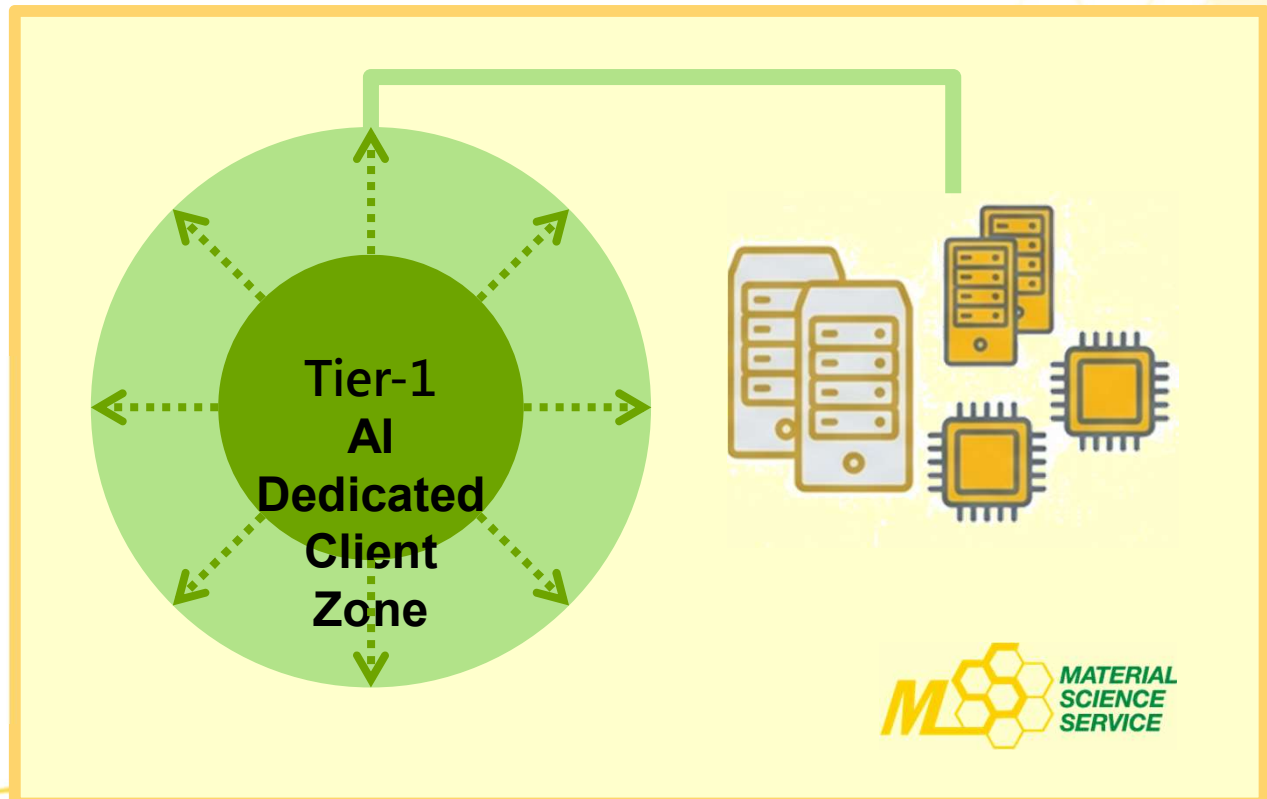 Tier-1
AI
Dedicated
Client
Zone
MATERIAL
SCIENCE
SERVICE